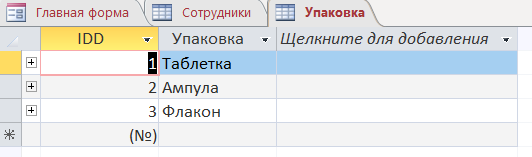 Главная форма Сотрудники Упаковка
IDD Упаковка Щелкните для добавления
1 Таблетка
2 Ампула
3 Флакон
(№)